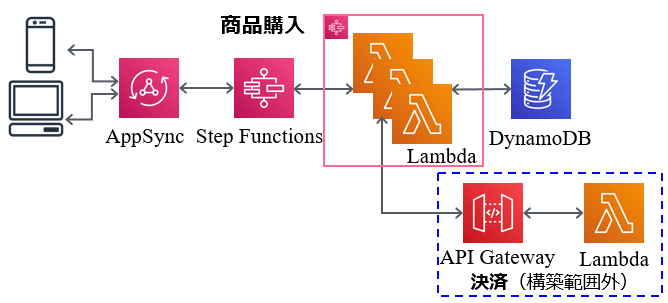 商品購入
AppSync
Step Functions
Lambda
DynamoDB
API Gateway
Lambda
決済（構築範囲外）